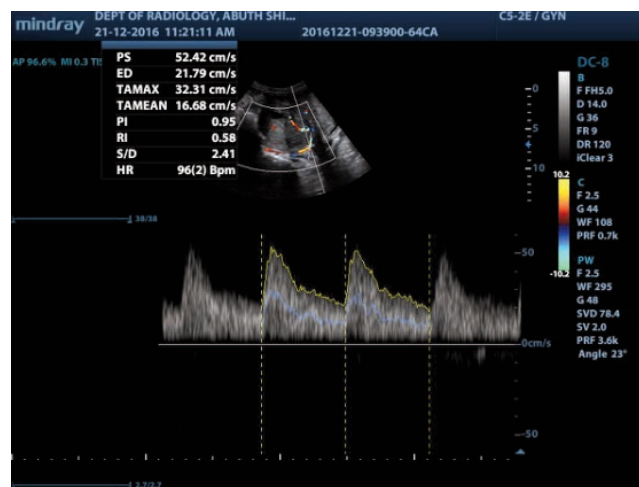 mindray
DEPT OF RADIOLOGY, ABUTH SHI...
C5-2E / GYN
21-12-2016 11:21:11 AM
20161221-093900-64CA
AP 96.6% MI 0.3 TIS
PS 52.42 cm/s
ED 21.79 cm/s
TAMAX 32.31 cm/s
TAMEAN 16.68 cm/s
PI 0.95
RI 0.58
S/D 2.41
HR 96(2) Bpm
DC-8
B
F FH5.0
D 14.0
G 36
FR 9
DR 120
iClear 3
0
5
10
10.2
-10.2
C
F 2.5
G 44
WF 108
PRF 0.7k
38/38
PW
F 2.5
WF 295
G 48
SVD 78.4
SV 2.0
PRF 3.6k
Angle 23°
50
0cm/s
-50
2.7/2.7